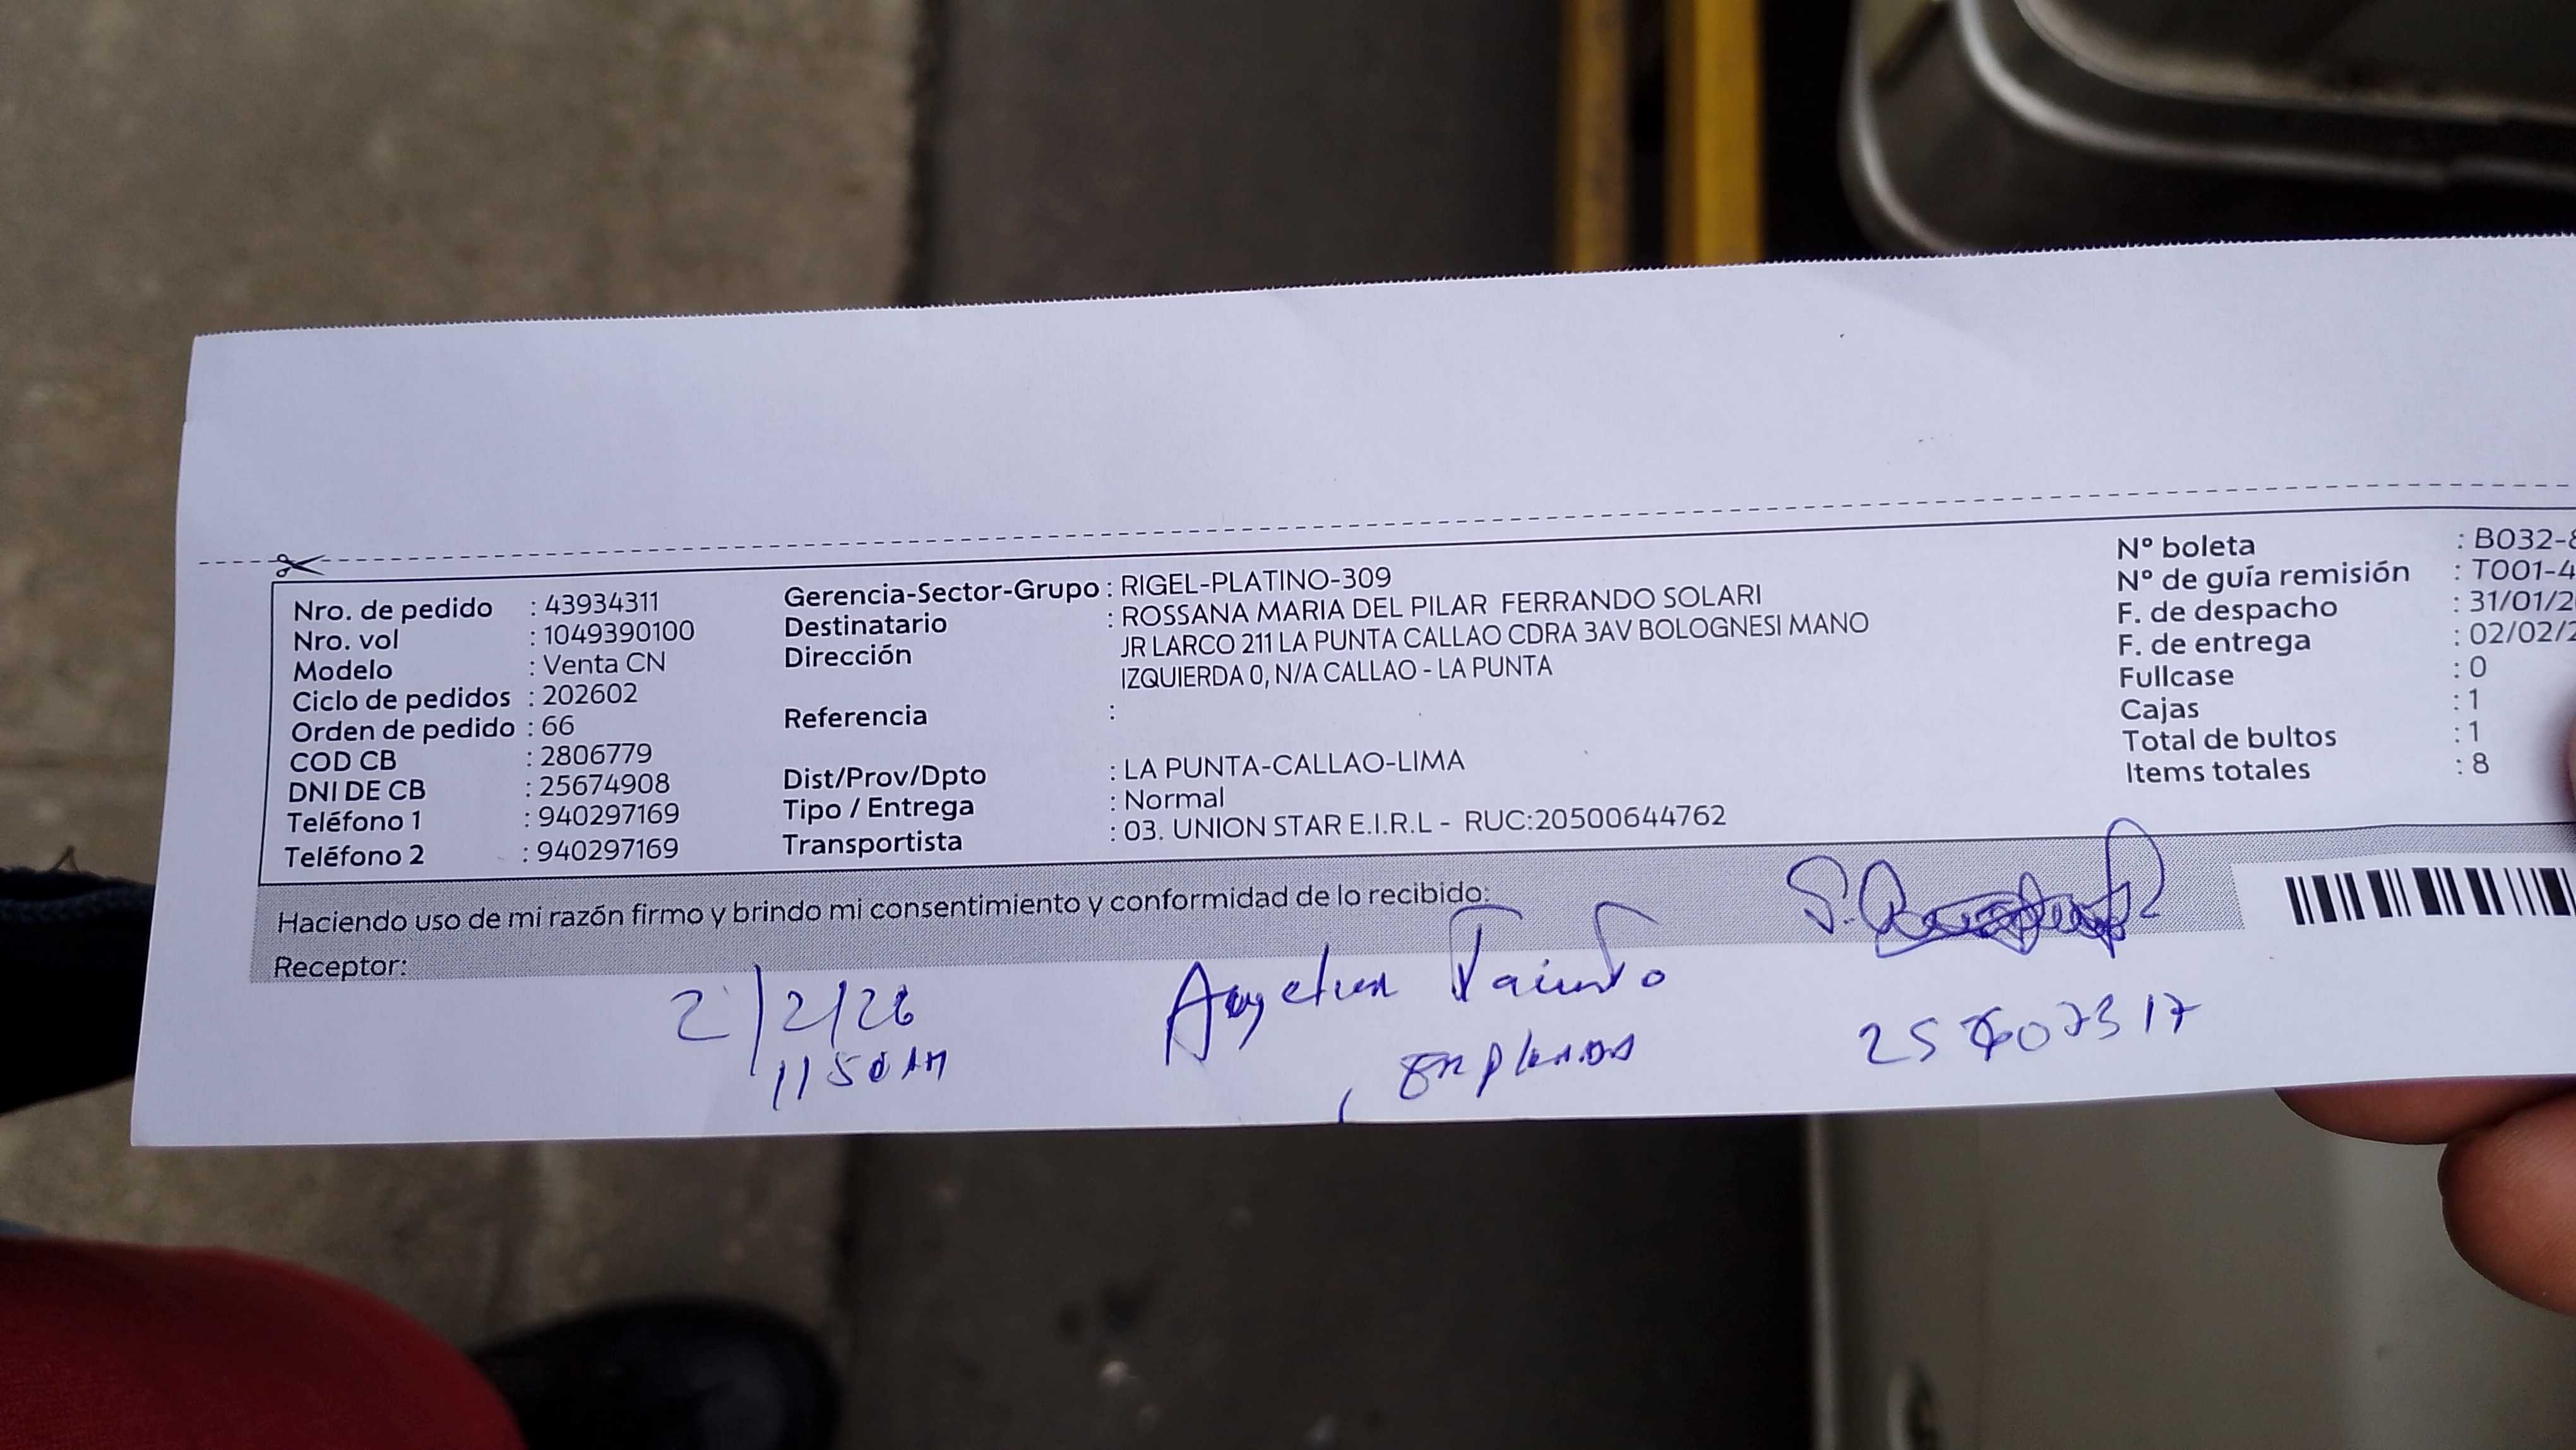 Nro. de pedido : 43934311
Nro. vol : 1049390100
Modelo : Venta CN
Ciclo de pedidos : 202602
Orden de pedido : 66
COD CB : 2806779
DNI DE CB : 25674908
Teléfono 1 : 940297169
Teléfono 2 : 940297169
Gerencia-Sector-Grupo : RIGEL-PLATINO-309
Destinatario : ROSSANA MARIA DEL PILAR FERRANDO SOLARI
Dirección JR LARCO 211 LA PUNTA CALLAO CDRA 3AV BOLOGNESI MANO
IZQUIERDA 0, N/A CALLAO - LA PUNTA
Referencia :
Dist/Prov/Dpto : LA PUNTA-CALLAO-LIMA
Tipo / Entrega : Normal
Transportista : 03. UNION STAR E.I.R.L - RUC:20500644762
Nº boleta : B032-8
Nº de guía remisión : T001-4
F. de despacho : 31/01/2
F. de entrega : 02/02/2
Fullcase : 0
Cajas : 1
Total de bultos : 1
Items totales : 8
Haciendo uso de mi razón firmo y brindo mi consentimiento y conformidad de lo recibido:
Receptor:
2/2/26
1150 AM